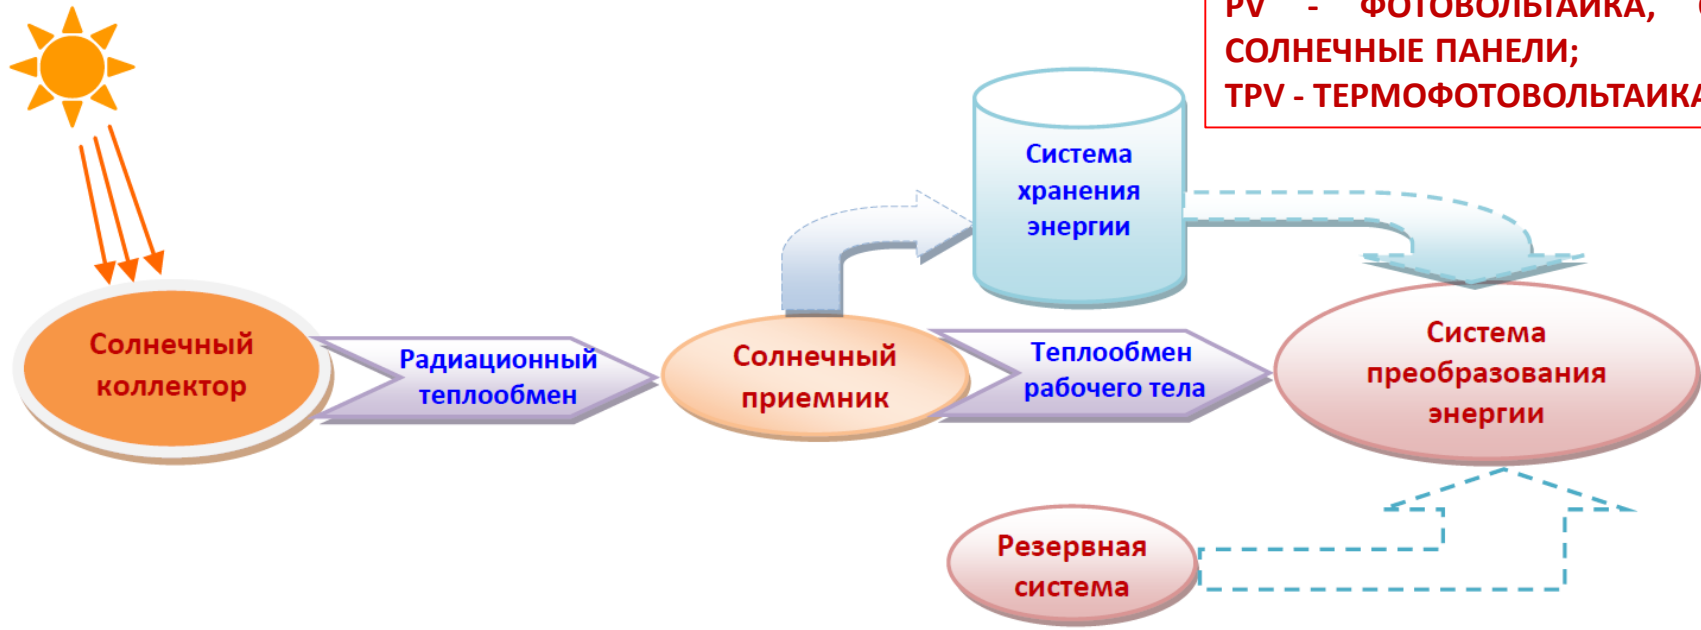 PV - ФОТОВОЛЬТАИКА,
СОЛНЕЧНЫЕ ПАНЕЛИ;
TPV - ТЕРМОФОТОВОЛЬТАИКА
Система
хранения
энергии
Солнечный
коллектор
Радиационный
теплообмен
Солнечный
приемник
Теплообмен
рабочего тела
Система
преобразования
энергии
Резервная
система